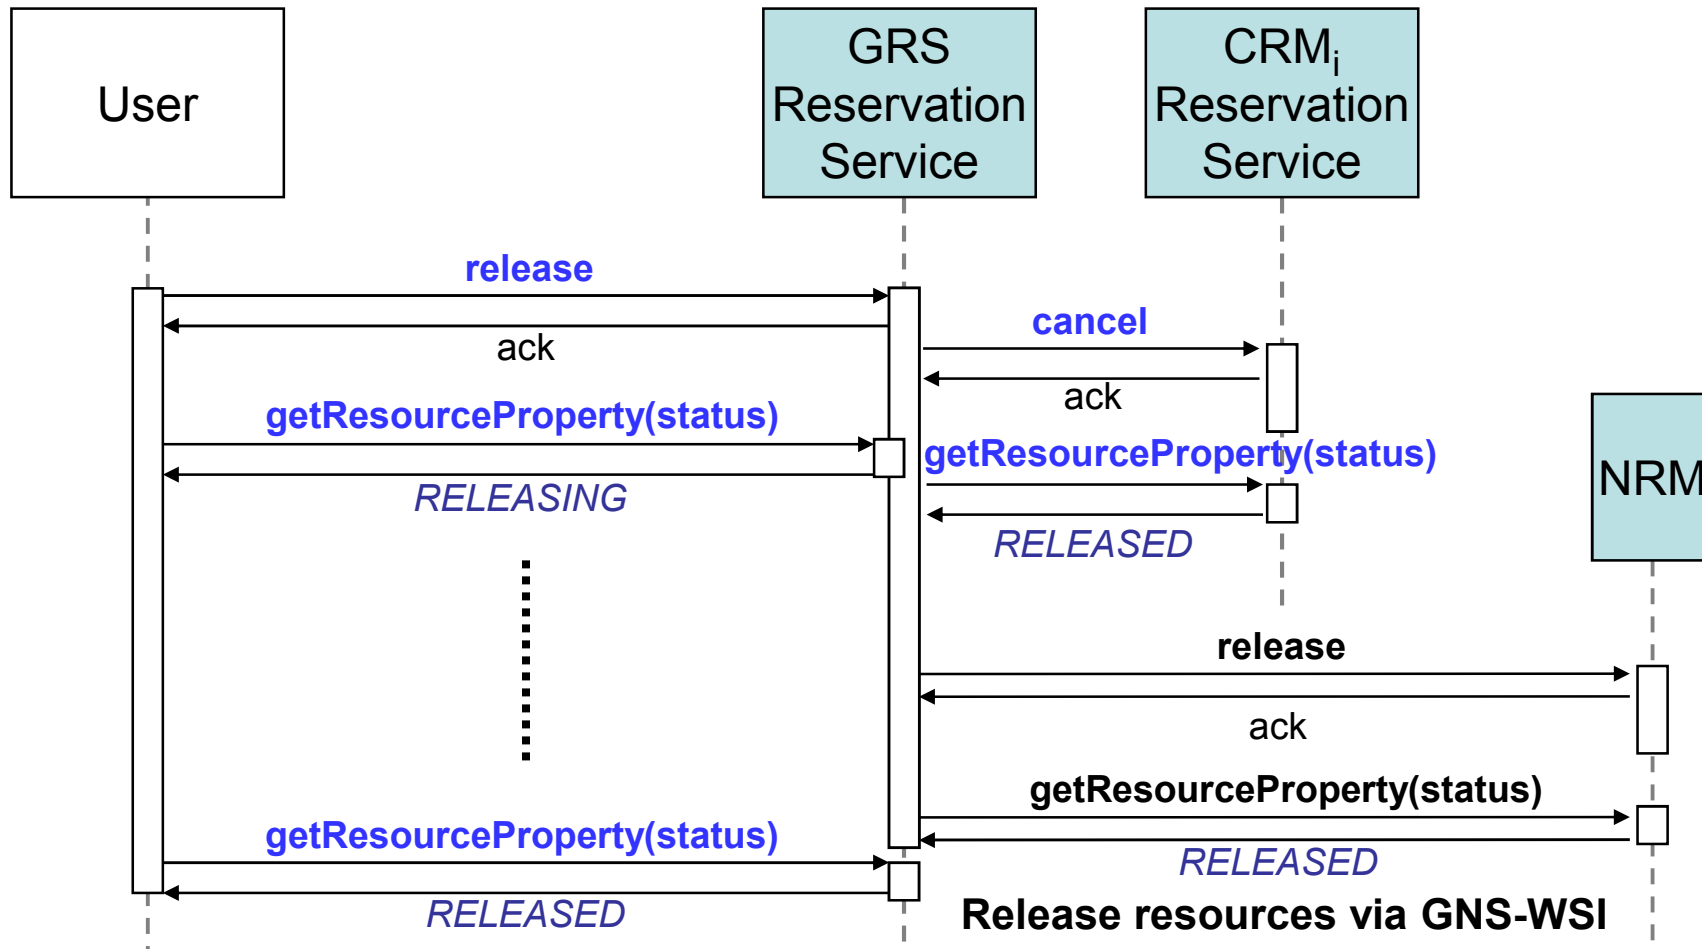 User
GRS
Reservation
Service
CRMi
Reservation
Service
release
ack
cancel
ack
getResourceProperty(status)
RELEASING
getResourceProperty(status)
RELEASED
NRM
release
ack
getResourceProperty(status)
RELEASED
getResourceProperty(status)
RELEASED
Release resources via GNS-WSI